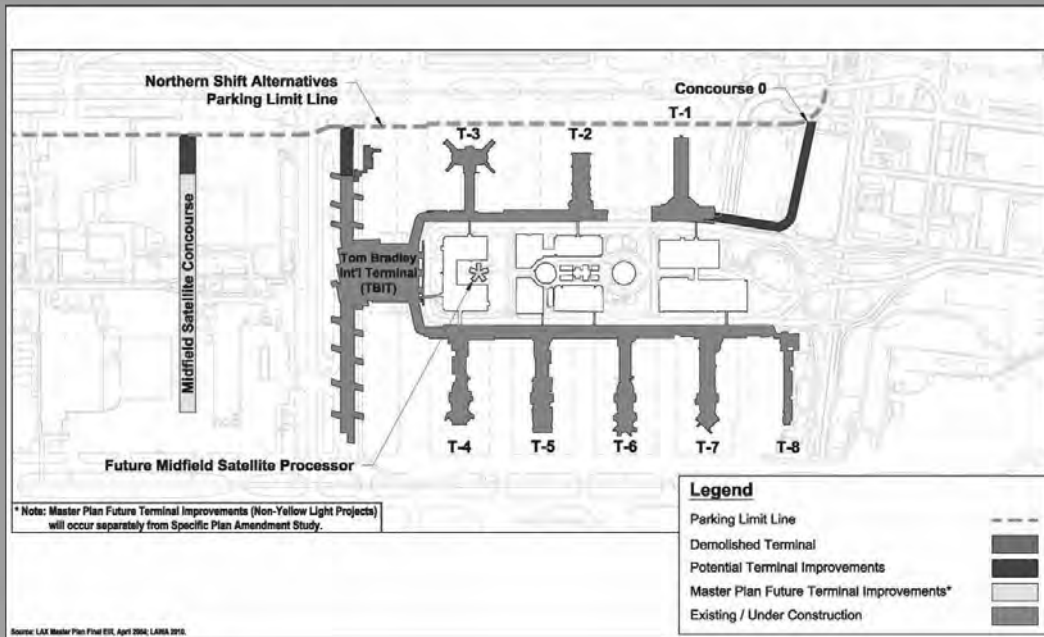 Northern Shift Alternatives
Parking Limit Line
Concourse 0
T-1
T-3
T-2
Midfield Satellite Concourse
Tom Bradley
Int'l Terminal
(TBIT)
T-4
T-5
T-6
T-7
T-8
Future Midfield Satellite Processor
* Note: Master Plan Future Terminal Improvements (Non-Yellow Light Projects)
will occur separately from Specific Plan Amendment Study.
Legend
Parking Limit Line
Demolished Terminal
Potential Terminal Improvements
Master Plan Future Terminal Improvements*
Existing / Under Construction
Source: LAX Master Plan Final EIR, April 2004; LAWA 2010.